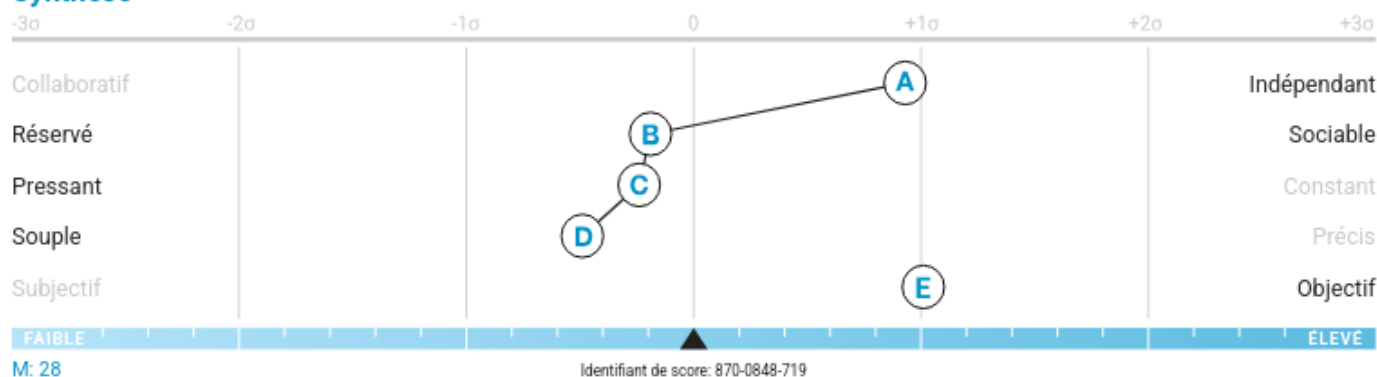 -3σ -2σ -1σ 0 +1σ +2σ +3σ
Collaboratif A Indépendant
Réservé B Sociable
Pressant C Constant
Souple D Précis
Subjectif E Objectif
FAIBLE ÉLEVÉ
M: 28 Identifiant de score: 870-0848-719